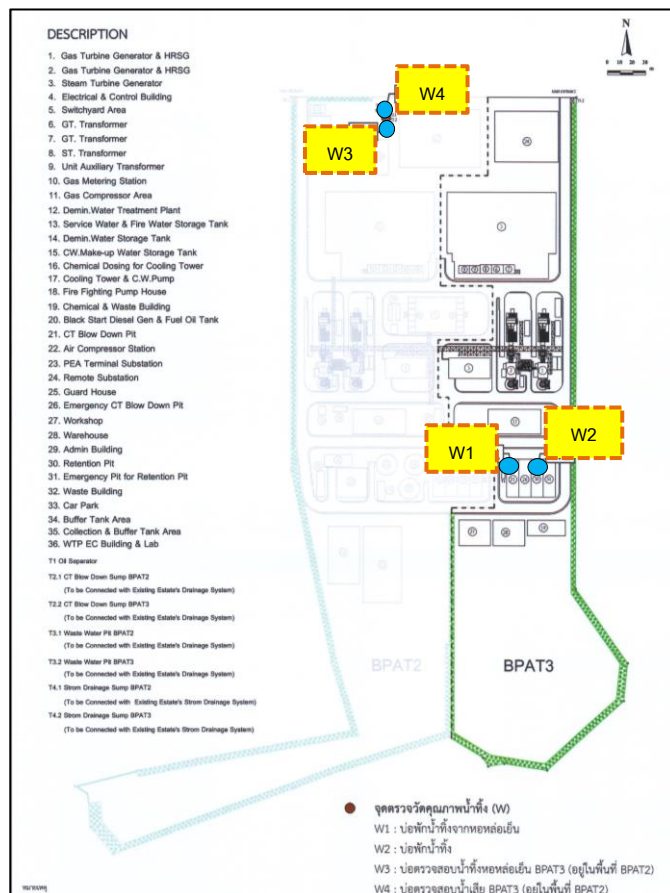 DESCRIPTION
1. Gas Turbine Generator & HRSG
2. Gas Turbine Generator & HRSG
3. Steam Turbine Generator
4. Electrical & Control Building
5. Switchyard Area
6. GT. Transformer
7. GT. Transformer
8. ST. Transformer
9. Unit Auxiliary Transformer
10. Gas Metering Station
11. Gas Compressor Area
12. Demin.Water Treatment Plant
13. Service Water & Fire Water Storage Tank
14. Demin.Water Storage Tank
15. CW.Make-up Water Storage Tank
16. Chemical Dosing for Cooling Tower
17. Cooling Tower & C.W.Pump
18. Fire Fighting Pump House
19. Chemical & Waste Building
20. Black Start Diesel Gen & Fuel Oil Tank
21. CT Blow Down Pit
22. Air Compressor Station
23. PEA Terminal Substation
24. Remote Substation
25. Guard House
26. Emergency CT Blow Down Pit
27. Workshop
28. Warehouse
29. Admin Building
30. Retention Pit
31. Emergency Pit for Retention Pit
32. Waste Building
33. Car Park
34. Buffer Tank Area
35. Collection & Buffer Tank Area
36. WTP EC Building & Lab
T1 Oil Separator
T2.1 CT Blow Down Sump BPAT2
(To be Connected with Existing Estate's Drainage System)
T2.2 CT Blow Down Sump BPAT3
(To be Connected with Existing Estate's Drainage System)
T3.1 Waste Water Pit BPAT2
(To be Connected with Existing Estate's Drainage System)
T3.2 Waste Water Pit BPAT3
(To be Connected with Existing Estate's Drainage System)
T4.1 Strom Drainage Sump BPAT2
(To be Connected with Existing Estate's Strom Drainage System)
T4.2 Strom Drainage Sump BPAT3
(To be Connected with Existing Estate's Strom Drainage System)
N
0 10 20 30 m
W4
W3
W1
W2
BPAT2
BPAT3
จุดตรวจวัดคุณภาพน้ำทิ้ง (W)
W1 : บ่อพักน้ำทิ้งจากหอหล่อเย็น
W2 : บ่อพักน้ำทิ้ง
W3 : บ่อตรวจสอบน้ำทิ้งหอหล่อเย็น BPAT3 (อยู่ในพื้นที่ BPAT2)
W4 : บ่อตรวจสอบน้ำเสีย BPAT3 (อยู่ในพื้นที่ BPAT2)
หมายเหตุ